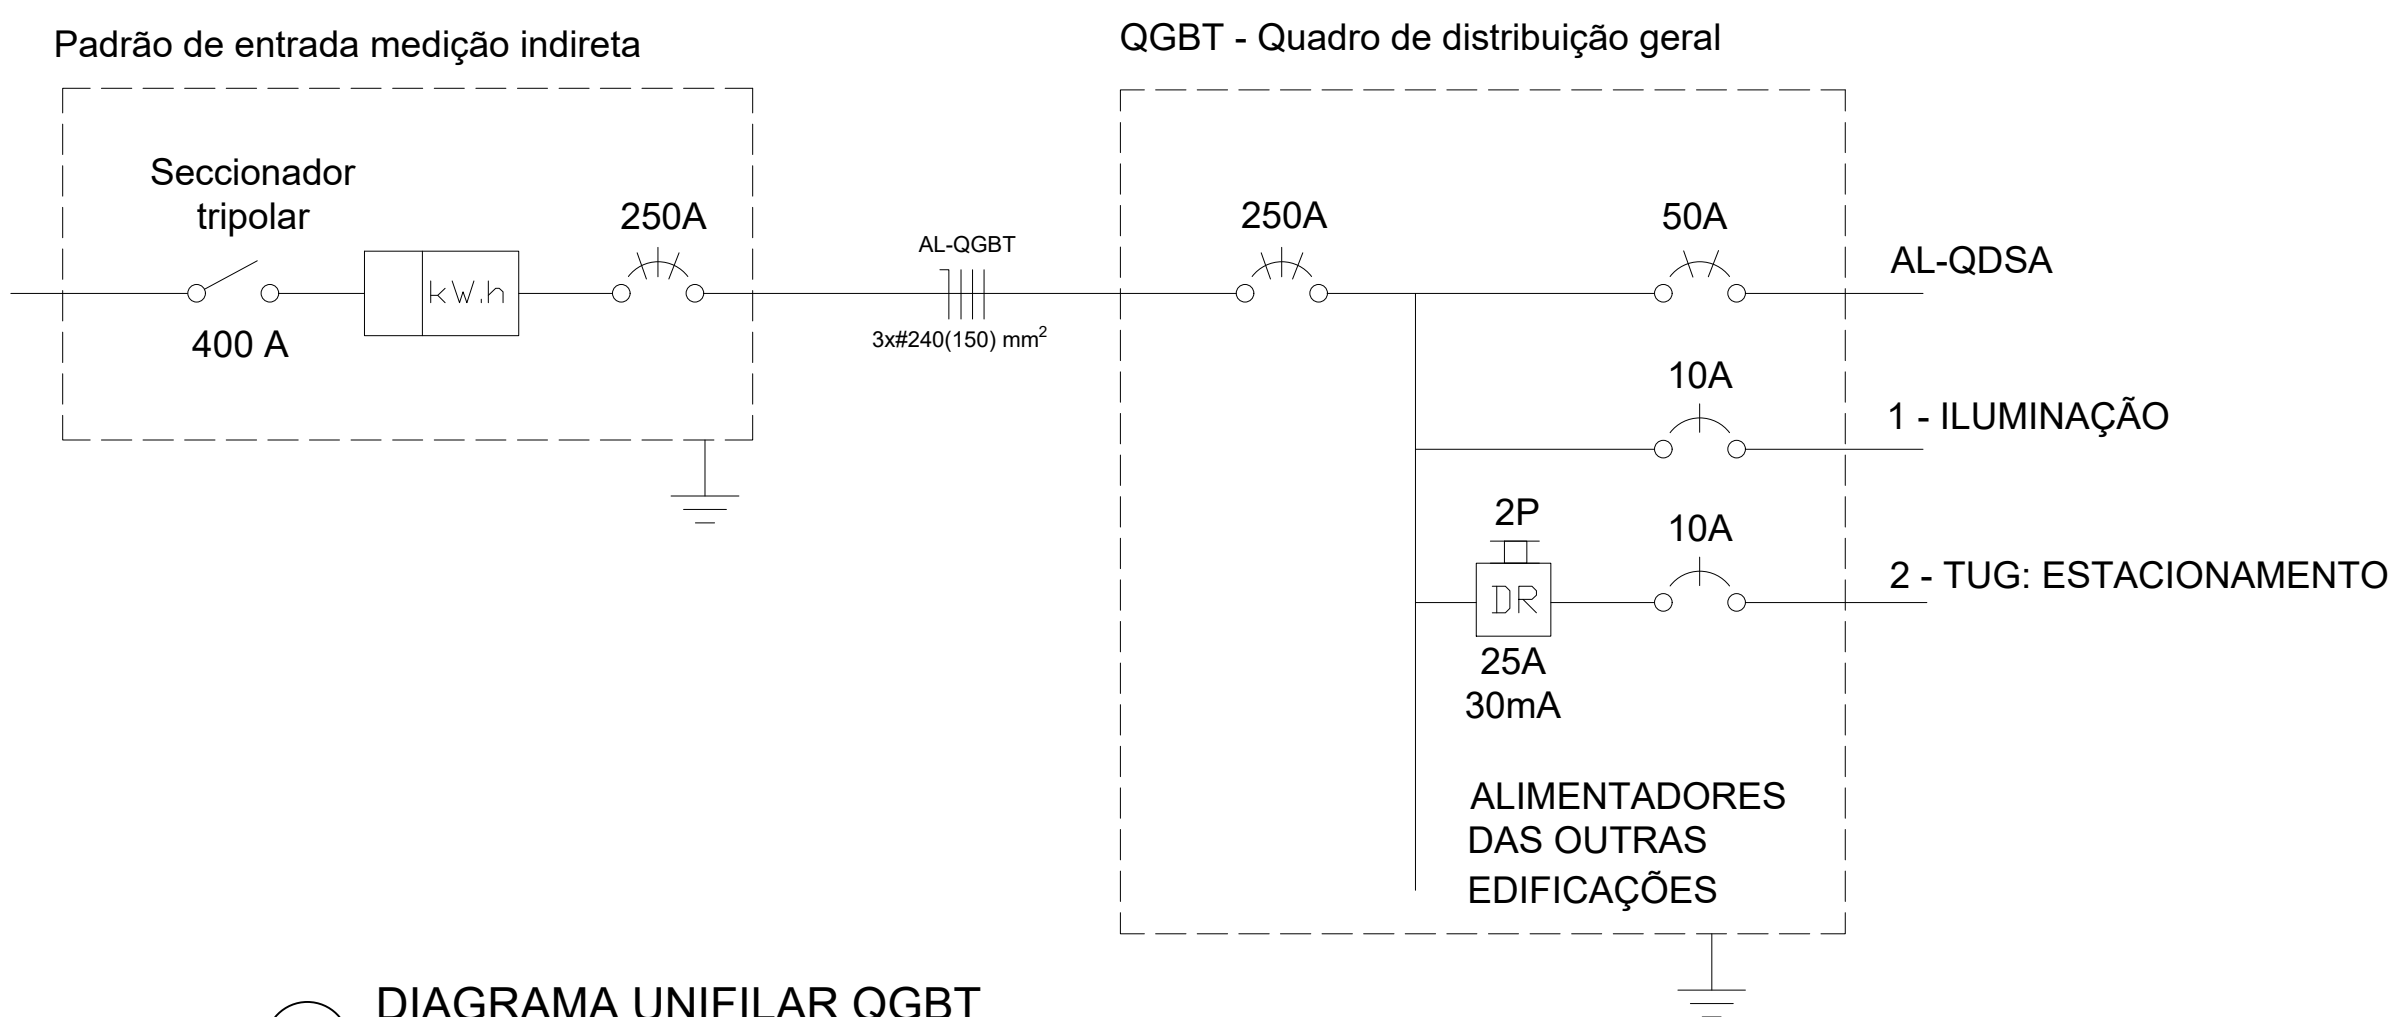 Padrão de entrada medição indireta
QGBT - Quadro de distribuição geral
Seccionador
tripolar
400 A
kW.h
250A
AL-QGBT
3x#240(150) mm²
250A
50A
AL-QDSA
10A
1 - ILUMINAÇÃO
2P
DR
25A
30mA
10A
2 - TUG: ESTACIONAMENTO
ALIMENTADORES
DAS OUTRAS
EDIFICAÇÕES
DIAGRAMA UNIFILAR QGBT